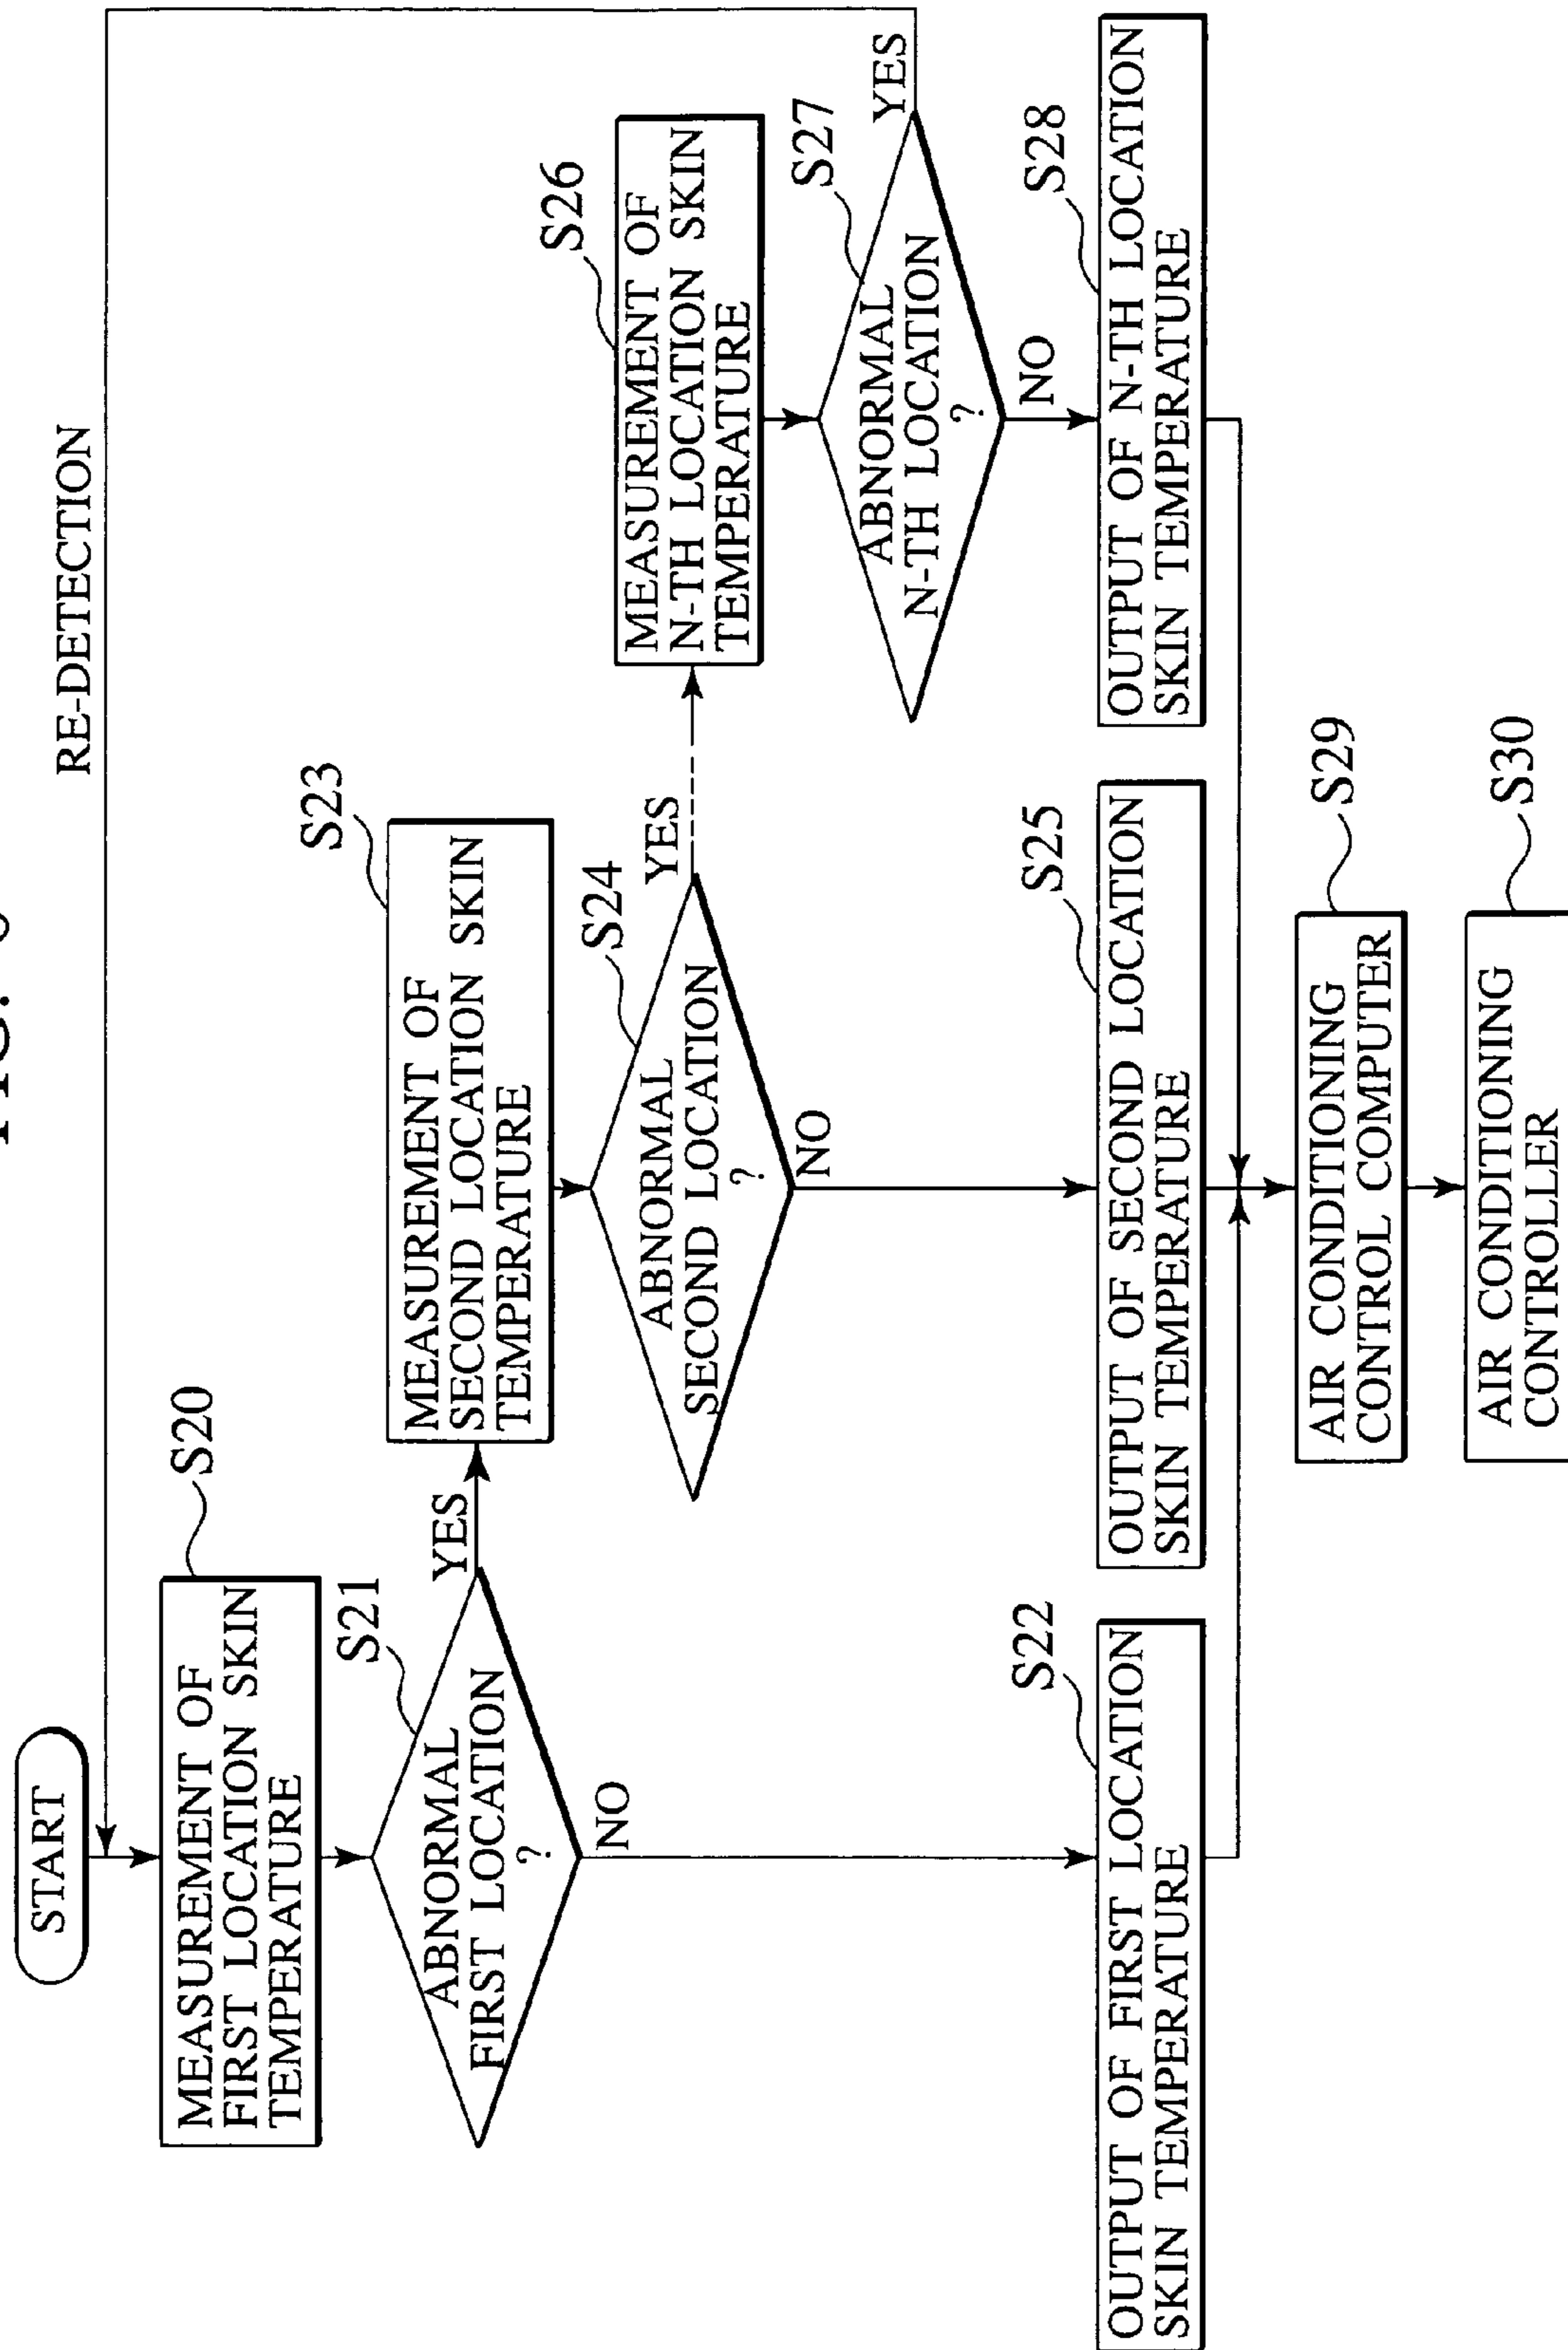 RE-DETECTION
START
MEASUREMENT OF
FIRST LOCATION SKIN
TEMPERATURE
S20
ABNORMAL
FIRST LOCATION
?
S21
YES
NO
MEASUREMENT OF
SECOND LOCATION SKIN
TEMPERATURE
S23
ABNORMAL
SECOND LOCATION
?
S24
YES
NO
MEASUREMENT OF
N-TH LOCATION SKIN
TEMPERATURE
S26
ABNORMAL
N-TH LOCATION
?
S27
YES
NO
OUTPUT OF FIRST LOCATION
SKIN TEMPERATURE
S22
OUTPUT OF SECOND LOCATION
SKIN TEMPERATURE
S25
OUTPUT OF N-TH LOCATION
SKIN TEMPERATURE
S28
AIR CONDITIONING
CONTROL COMPUTER
S29
AIR CONDITIONING
CONTROLLER
S30